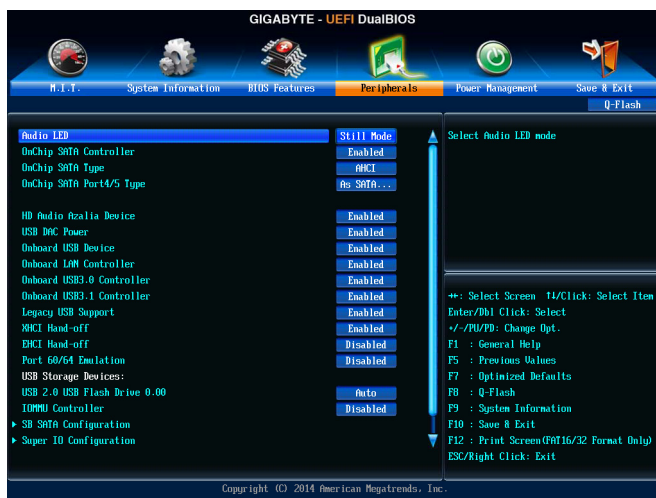 GIGABYTE - UEFI DualBIOS
M.I.T. System Information BIOS Features Peripherals Power Management Save & Exit
Q-Flash
Audio LED Still Mode
OnChip SATA Controller Enabled
OnChip SATA Type AHCI
OnChip SATA Port4/5 Type As SATA...
HD Audio Azalia Device Enabled
USB DAC Power Enabled
Onboard USB Device Enabled
Onboard LAN Controller Enabled
Onboard USB3.0 Controller Enabled
Onboard USB3.1 Controller Enabled
Legacy USB Support Enabled
XHCI Hand-off Enabled
EHCI Hand-off Disabled
Port 60/64 Emulation Disabled
USB Storage Devices:
USB 2.0 USB Flash Drive 0.00 Auto
IOMMU Controller Disabled
SB SATA Configuration
Super IO Configuration
Select Audio LED mode
→←: Select Screen ↑↓/Click: Select Item
Enter/Dbl Click: Select
+/-/PU/PD: Change Opt.
F1 : General Help
F5 : Previous Values
F7 : Optimized Defaults
F8 : Q-Flash
F9 : System Information
F10 : Save & Exit
F12 : Print Screen(FAT16/32 Format Only)
ESC/Right Click: Exit
Copyright (C) 2014 American Megatrends, Inc.